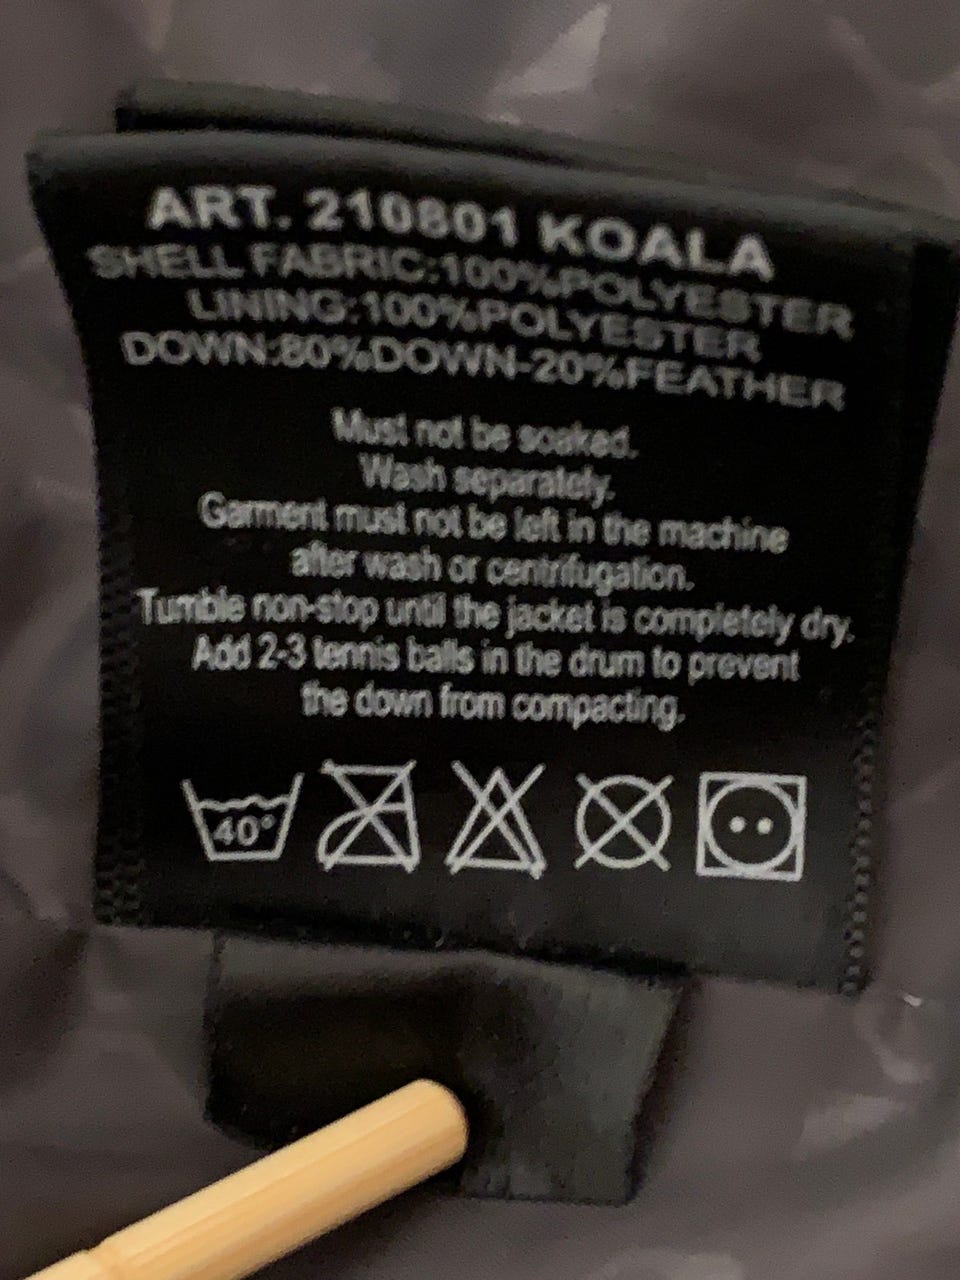 ART. 210801 KOALA
SHELL FABRIC:100%POLYESTER
LINING:100%POLYESTER
DOWN:80%DOWN-20%FEATHER
Must not be soaked.
Wash separately.
Garment must not be left in the machine
after wash or centrifugation.
Tumble non-stop until the jacket is completely dry.
Add 2-3 tennis balls in the drum to prevent
the down from compacting.
40°